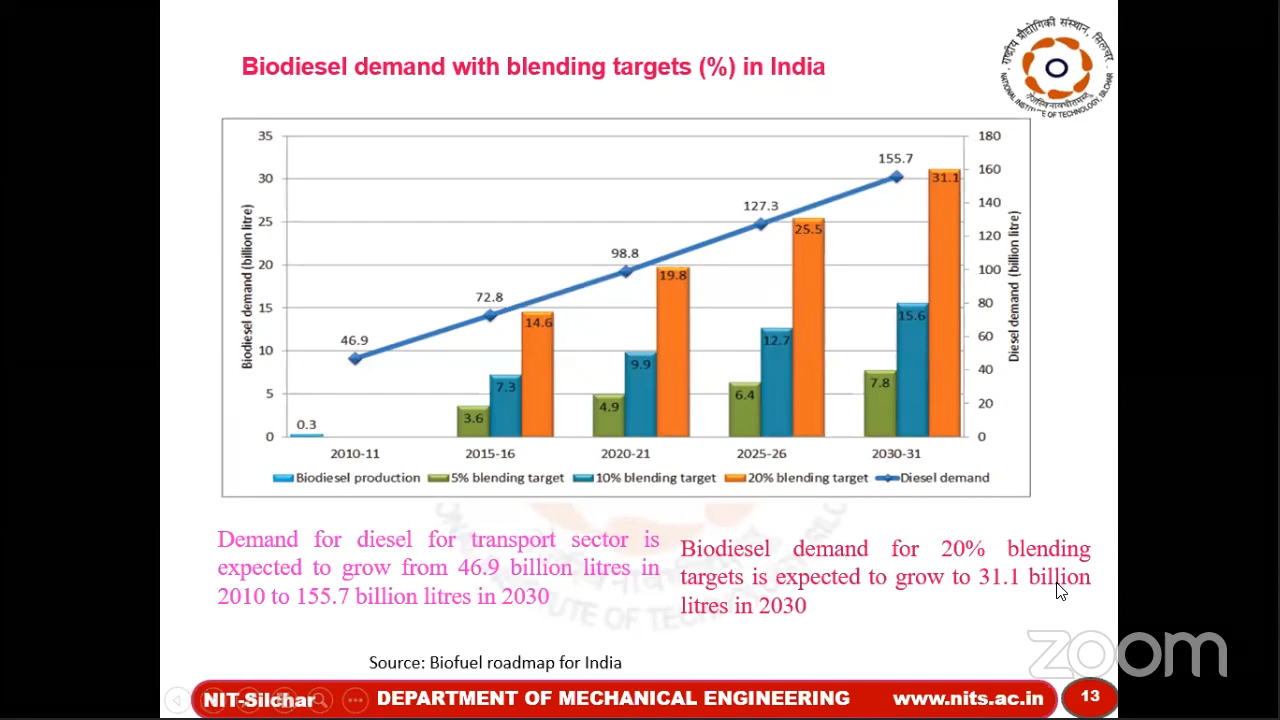 Biodiesel demand with blending targets (%) in India
राष्ट्रीय प्रौद्योगिकी संस्थान, सिलचर
NATIONAL INSTITUTE OF TECHNOLOGY, SILCHAR
35
30
25
20
15
10
5
0
Biodiesel demand (billion litre)
180
160
140
120
100
80
60
40
20
0
Diesel demand (billion litre)
46.9
72.8
98.8
127.3
155.7
0.3
3.6
7.3
14.6
4.9
9.9
19.8
6.4
12.7
25.5
7.8
15.6
31.1
2010-11
2015-16
2020-21
2025-26
2030-31
Biodiesel production
5% blending target
10% blending target
20% blending target
Diesel demand
Demand for diesel for transport sector is
expected to grow from 46.9 billion litres in
2010 to 155.7 billion litres in 2030
Biodiesel demand for 20% blending
targets is expected to grow to 31.1 billion
litres in 2030
Source: Biofuel roadmap for India
zoom
NIT-Silchar
DEPARTMENT OF MECHANICAL ENGINEERING
www.nits.ac.in
13